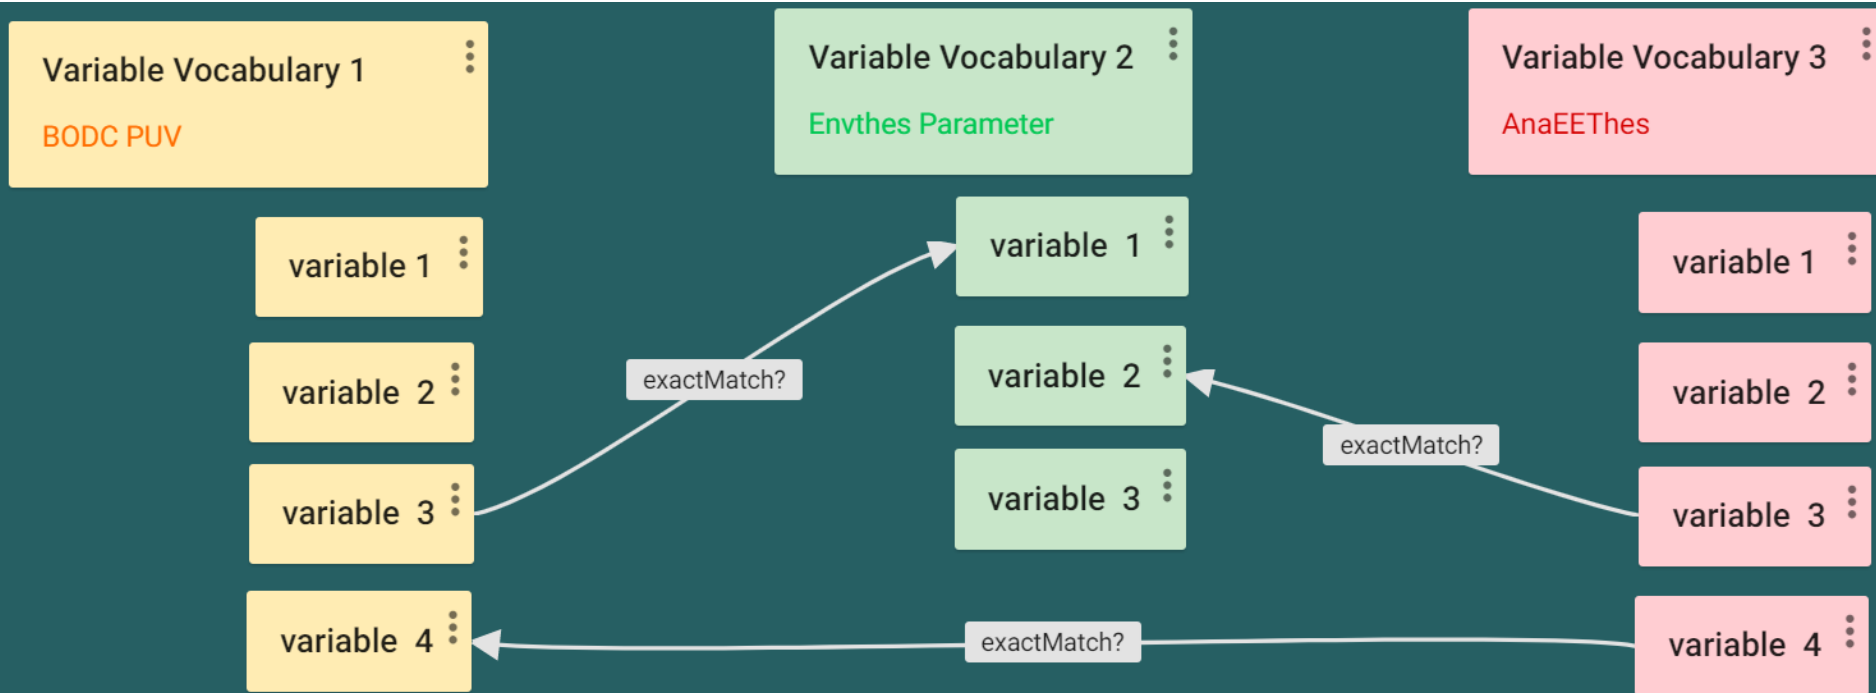 Variable Vocabulary 1
BODC PUV
variable 1
variable 2
variable 3
variable 4
Variable Vocabulary 2
Envthes Parameter
variable 1
variable 2
variable 3
Variable Vocabulary 3
AnaEEThes
variable 1
variable 2
variable 3
variable 4
exactMatch?
exactMatch?
exactMatch?